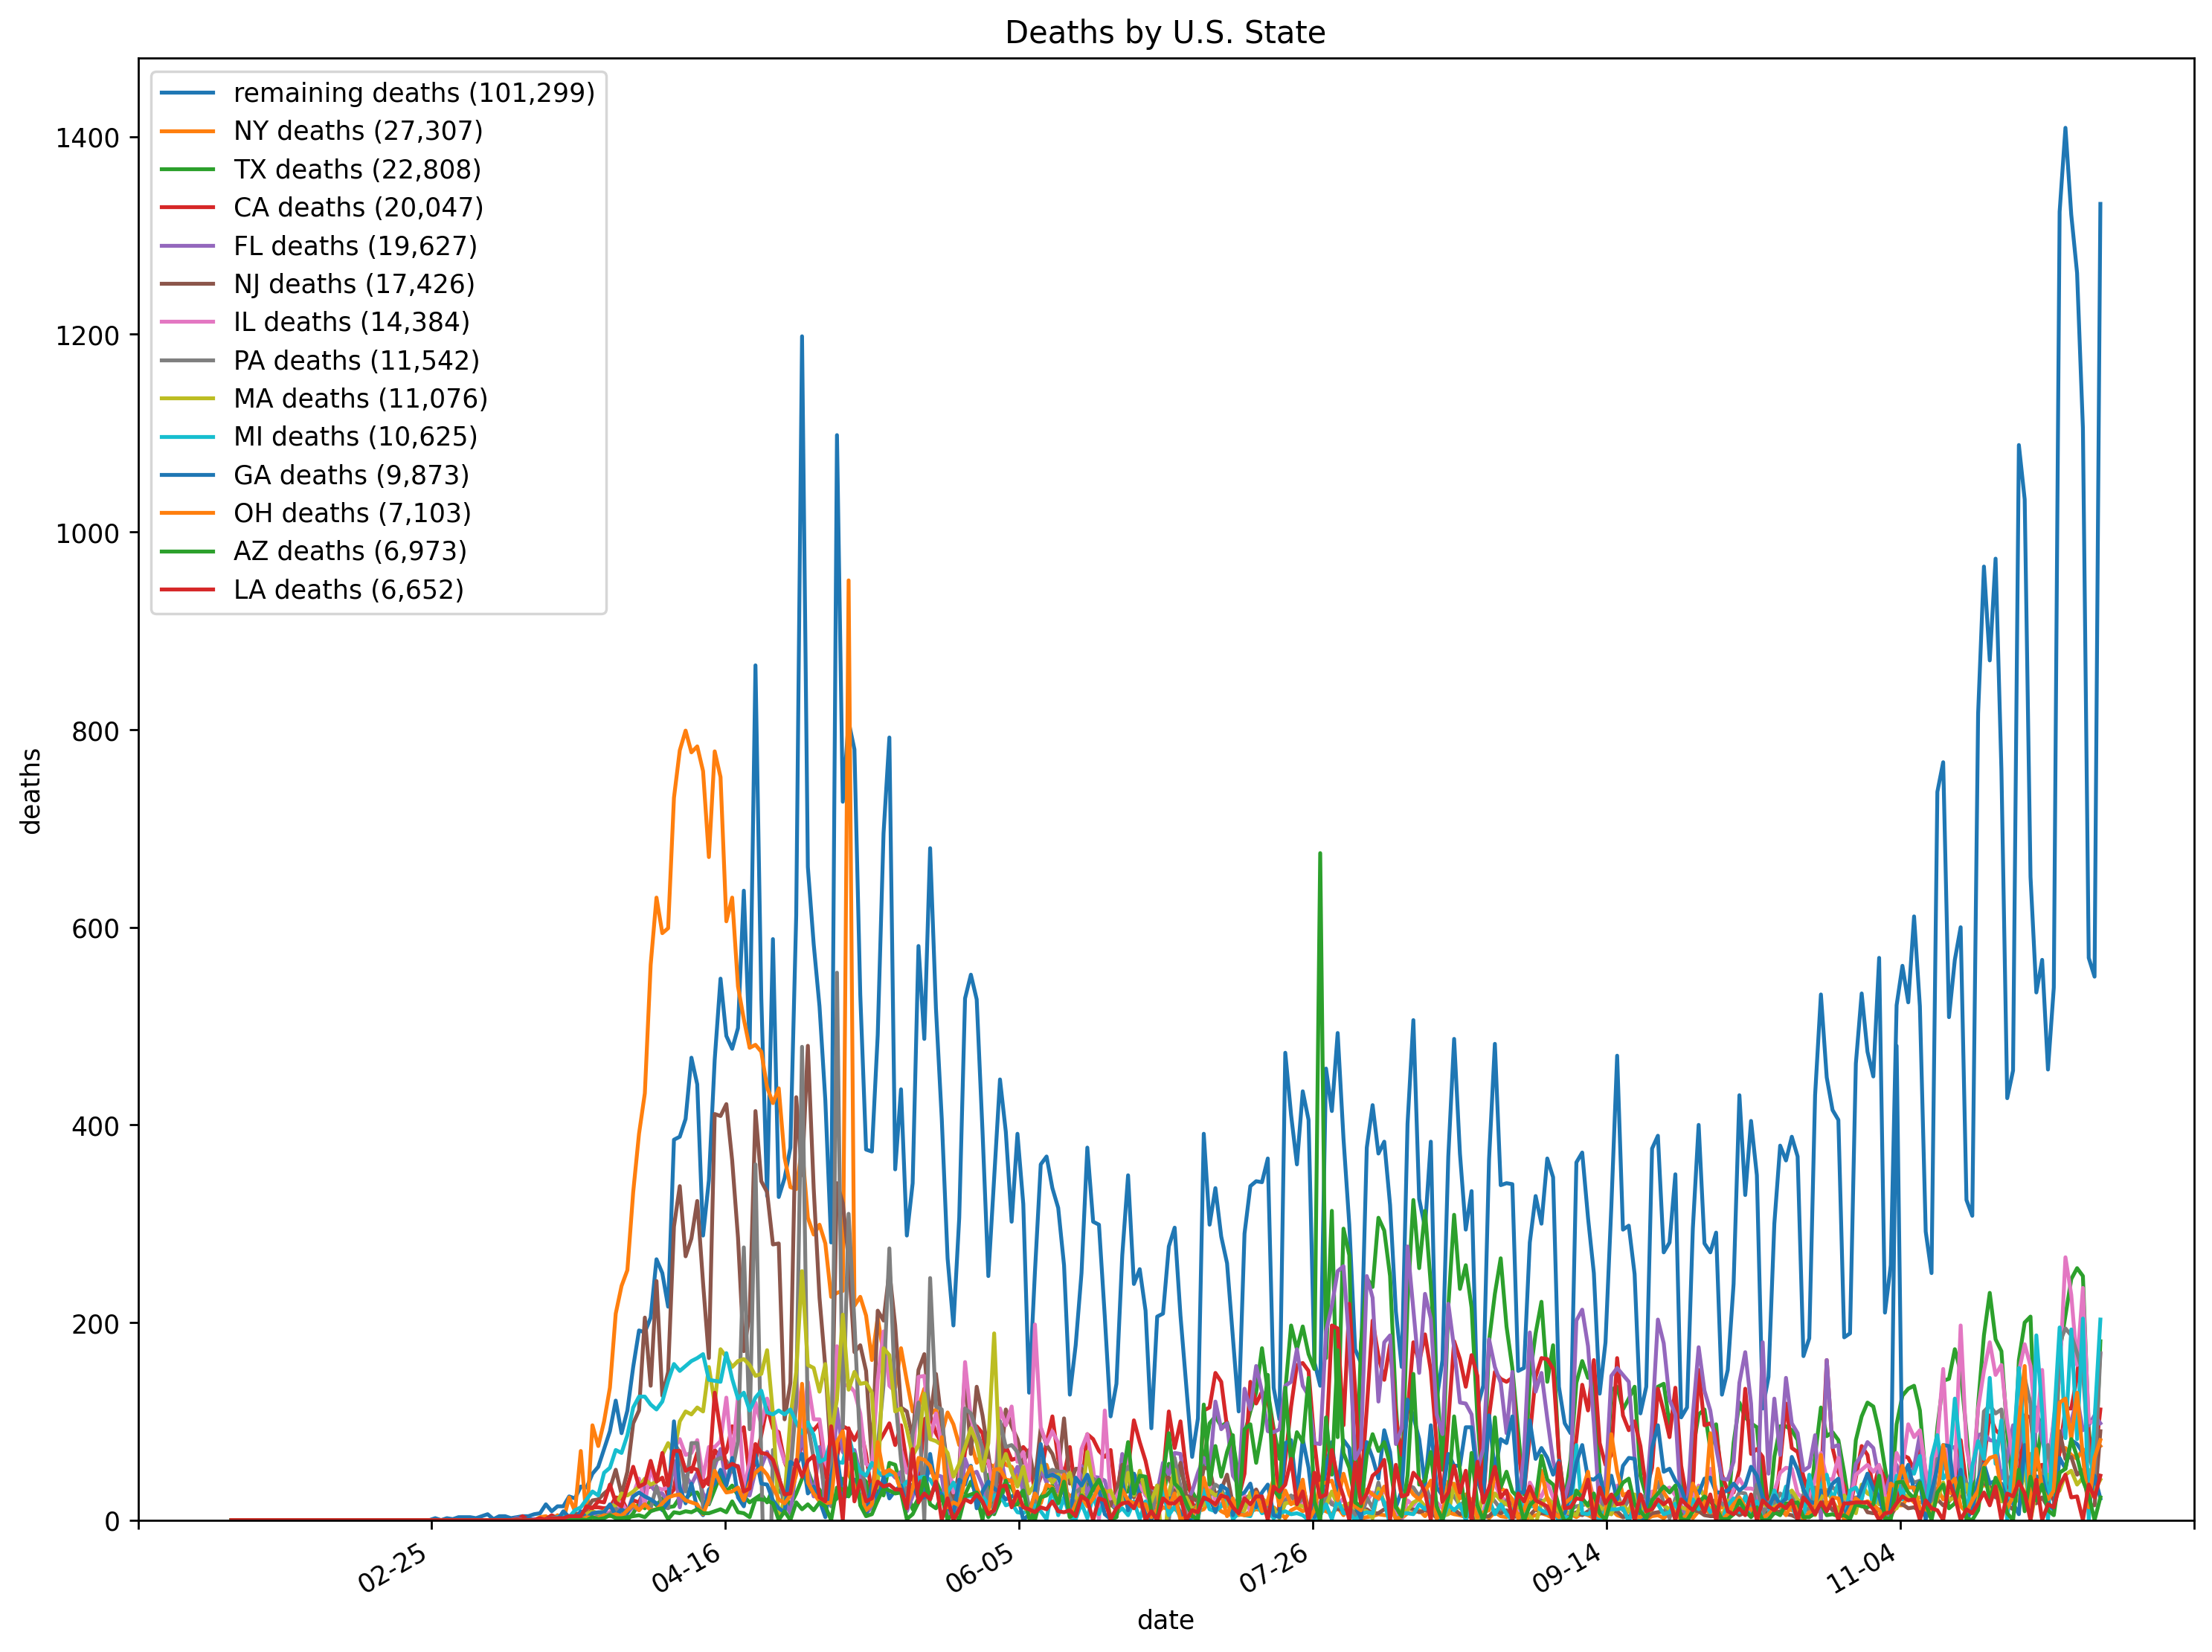 Deaths by U.S. State
remaining deaths (101,299)
NY deaths (27,307)
TX deaths (22,808)
CA deaths (20,047)
FL deaths (19,627)
NJ deaths (17,426)
IL deaths (14,384)
PA deaths (11,542)
MA deaths (11,076)
MI deaths (10,625)
GA deaths (9,873)
OH deaths (7,103)
AZ deaths (6,973)
LA deaths (6,652)
1400
1200
1000
800
600
400
200
0
deaths
02-25 04-16 06-05 07-26 09-14 11-04
date